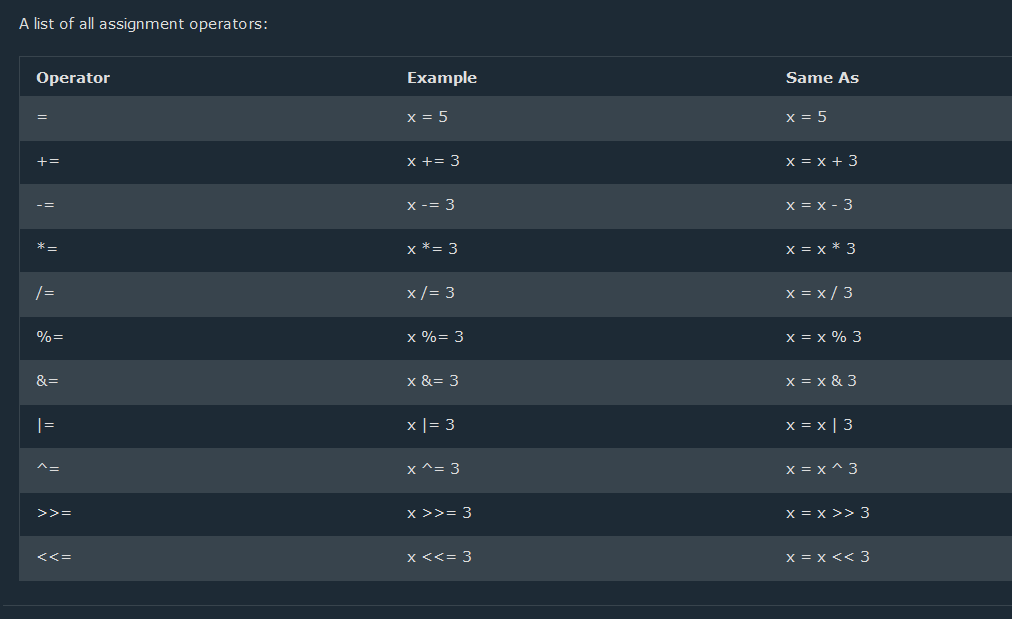 A list of all assignment operators:
Operator Example Same As
= x = 5 x = 5
+= x += 3 x = x + 3
-= x -= 3 x = x - 3
*= x *= 3 x = x * 3
/= x /= 3 x = x / 3
%= x %= 3 x = x % 3
&= x &= 3 x = x & 3
|= x |= 3 x = x | 3
^= x ^= 3 x = x ^ 3
>>= x >>= 3 x = x >> 3
<<= x <<= 3 x = x << 3